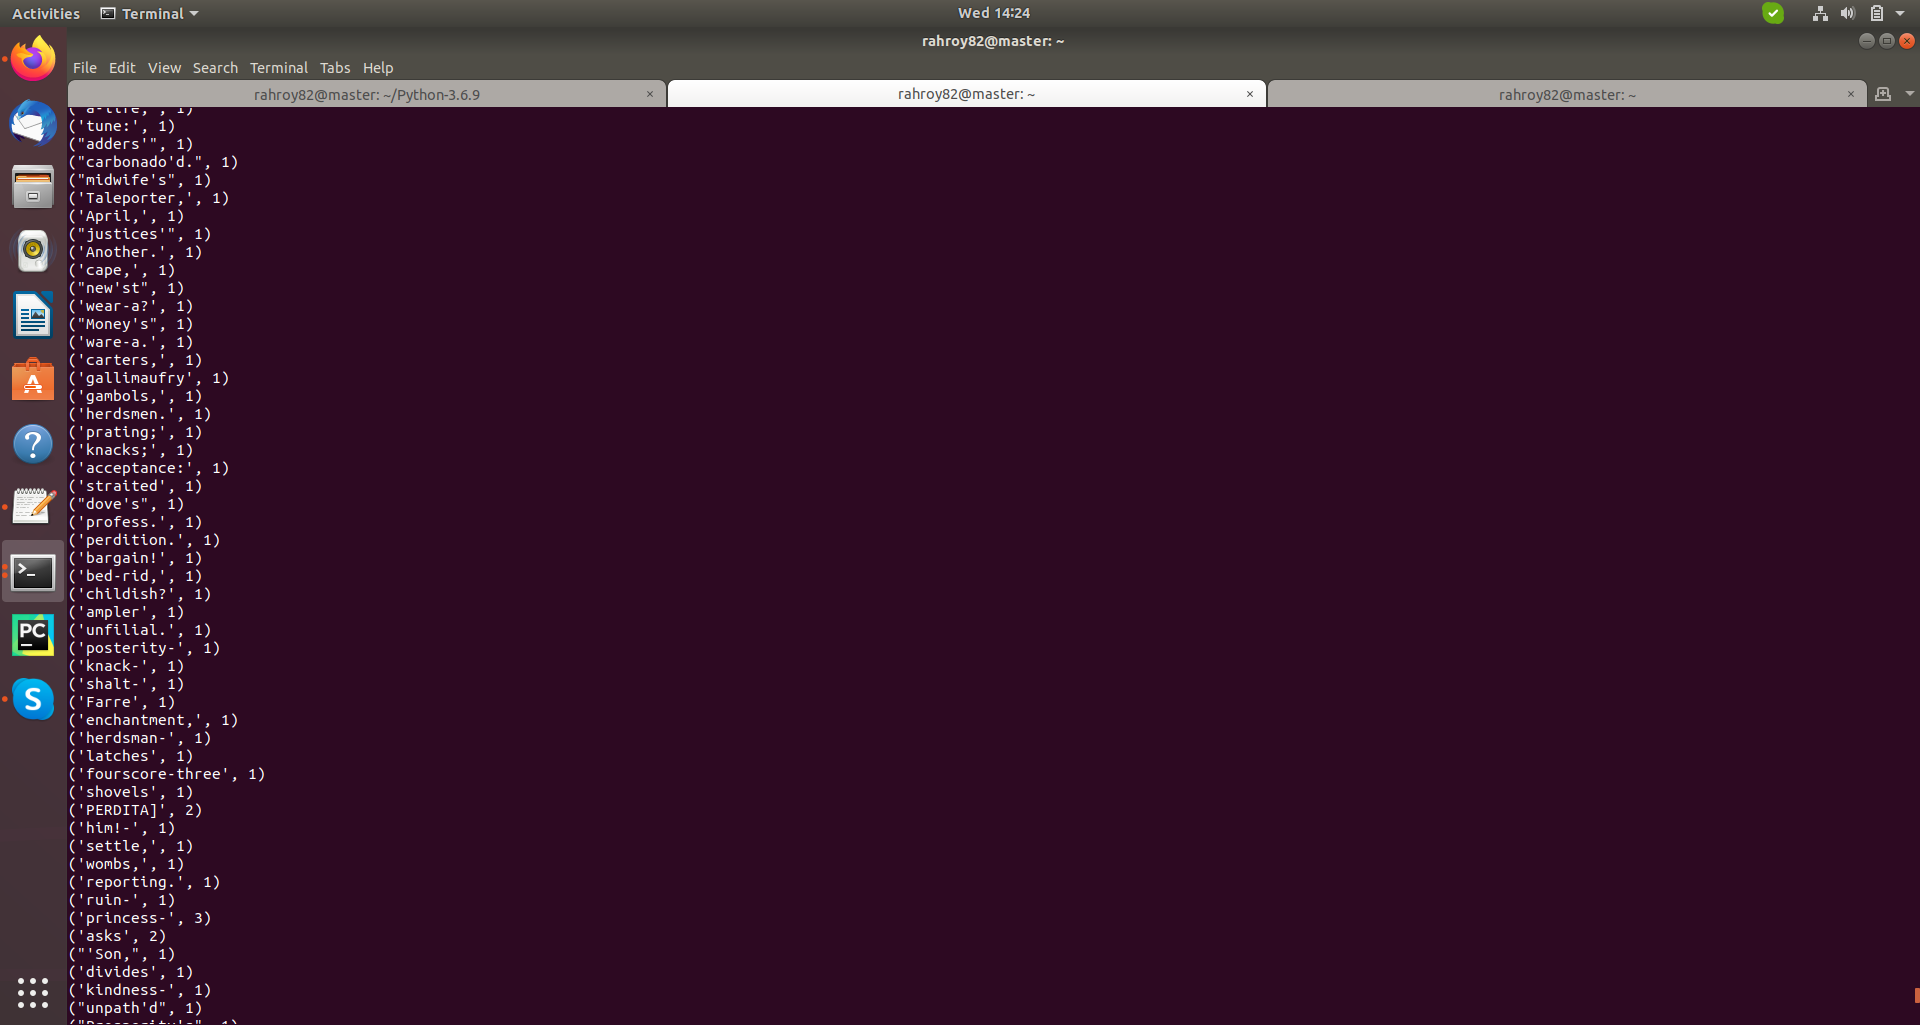 Activities Terminal Wed 14:24
rahroy82@master: ~
File Edit View Search Terminal Tabs Help
rahroy82@master: ~/Python-3.6.9 × rahroy82@master: ~ × rahroy82@master: ~ ×
('tune:', 1)
("adders'", 1)
("carbonado'd.", 1)
("midwife's", 1)
('Taleporter,', 1)
('April,', 1)
("justices'", 1)
('Another.', 1)
('cape,', 1)
("new'st", 1)
('wear-a?', 1)
("Money's", 1)
('ware-a.', 1)
('carters,', 1)
('gallimaufry', 1)
('gambols,', 1)
('herdsmen.', 1)
('prating;', 1)
('knacks;', 1)
('acceptance:', 1)
('straited', 1)
("dove's", 1)
('profess.', 1)
('perdition.', 1)
('bargain!', 1)
('bed-rid,', 1)
('childish?', 1)
('ampler', 1)
('unfilial.', 1)
('posterity-', 1)
('knack-', 1)
('shalt-', 1)
('Farre', 1)
('enchantment,', 1)
('herdsman-', 1)
('latches', 1)
('fourscore-three', 1)
('shovels', 1)
('PERDITA]', 2)
('him!-', 1)
('settle,', 1)
('wombs,', 1)
('reporting.', 1)
('ruin-', 1)
('princess-', 3)
('asks', 2)
("'Son,", 1)
('divides', 1)
('kindness-', 1)
("unpath'd", 1)
PC
S